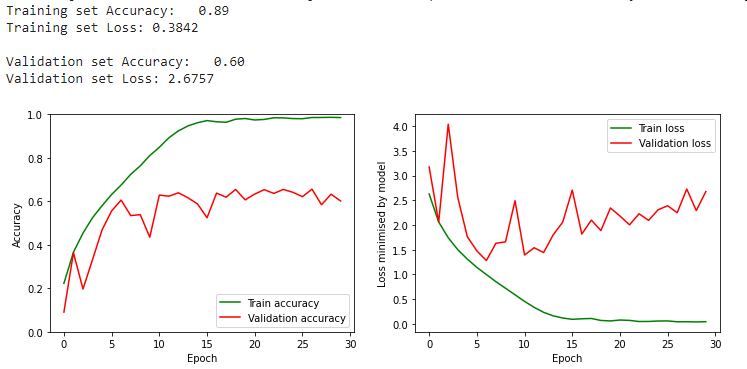 Training set Accuracy:   0.89
Training set Loss: 0.3842
Validation set Accuracy:   0.60
Validation set Loss: 2.6757
1.0
0.8
0.6
0.4
0.2
0.0
Accuracy
Train accuracy
Validation accuracy
0 5 10 15 20 25 30
Epoch
4.0
3.5
3.0
2.5
2.0
1.5
1.0
0.5
0.0
Loss minimised by model
Train loss
Validation loss
0 5 10 15 20 25 30
Epoch